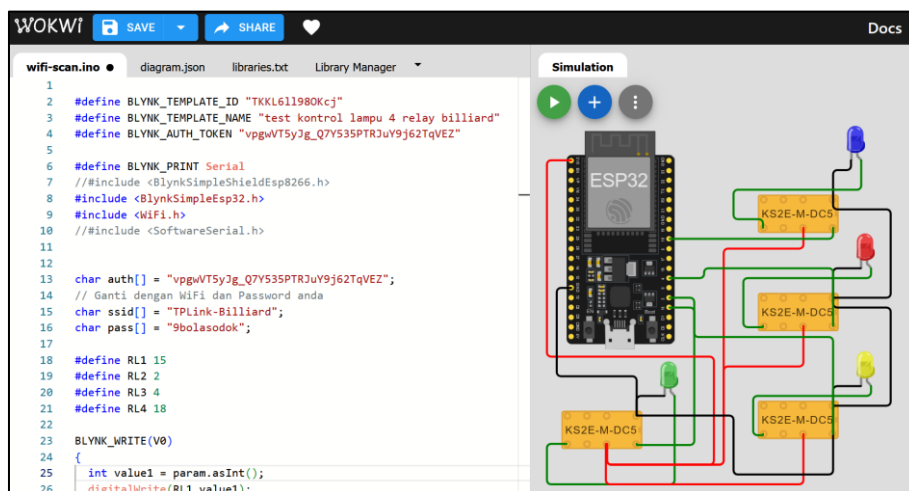 WOKWi SAVE SHARE Docs
wifi-scan.ino ● diagram.json libraries.txt Library Manager
Simulation
1
2 #define BLYNK_TEMPLATE_ID "TKKL6ll98OKcj"
3 #define BLYNK_TEMPLATE_NAME "test kontrol lampu 4 relay billiard"
4 #define BLYNK_AUTH_TOKEN "vpgwVT5yJg_Q7Y535PTRJuY9j62TqVEZ"
5
6 #define BLYNK_PRINT Serial
7 //#include <BlynkSimpleShieldEsp8266.h>
8 #include <BlynkSimpleEsp32.h>
9 #include <WiFi.h>
10 //#include <SoftwareSerial.h>
11
12
13 char auth[] = "vpgwVT5yJg_Q7Y535PTRJuY9j62TqVEZ";
14 // Ganti dengan WiFi dan Password anda
15 char ssid[] = "TPLink-Billiard";
16 char pass[] = "9bolasodok";
17
18 #define RL1 15
19 #define RL2 2
20 #define RL3 4
21 #define RL4 18
22
23 BLYNK_WRITE(V0)
24 {
25 int value1 = param.asInt();
26 digitalWrite(RL1,value1);
ESP32
KS2E-M-DC5
KS2E-M-DC5
KS2E-M-DC5
KS2E-M-DC5